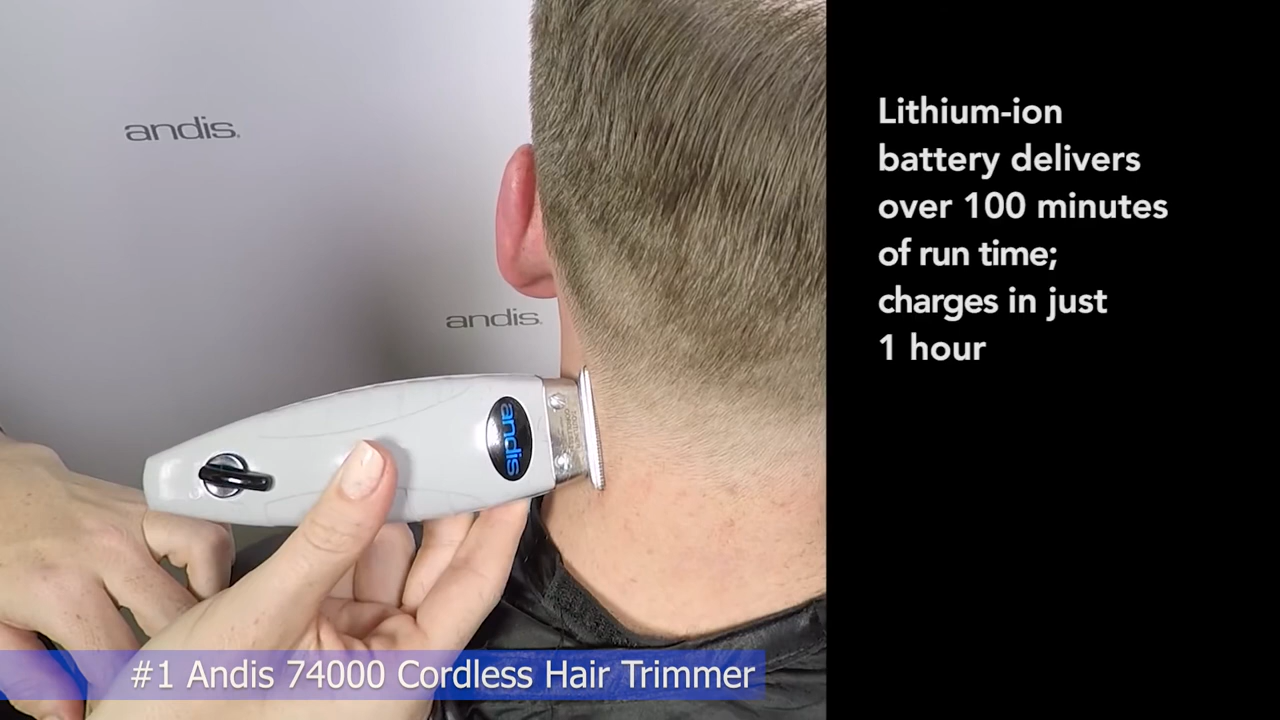 andis.
Lithium-ion
battery delivers
over 100 minutes
of run time;
charges in just
1 hour
andis.
andis
#1 Andis 74000 Cordless Hair Trimmer